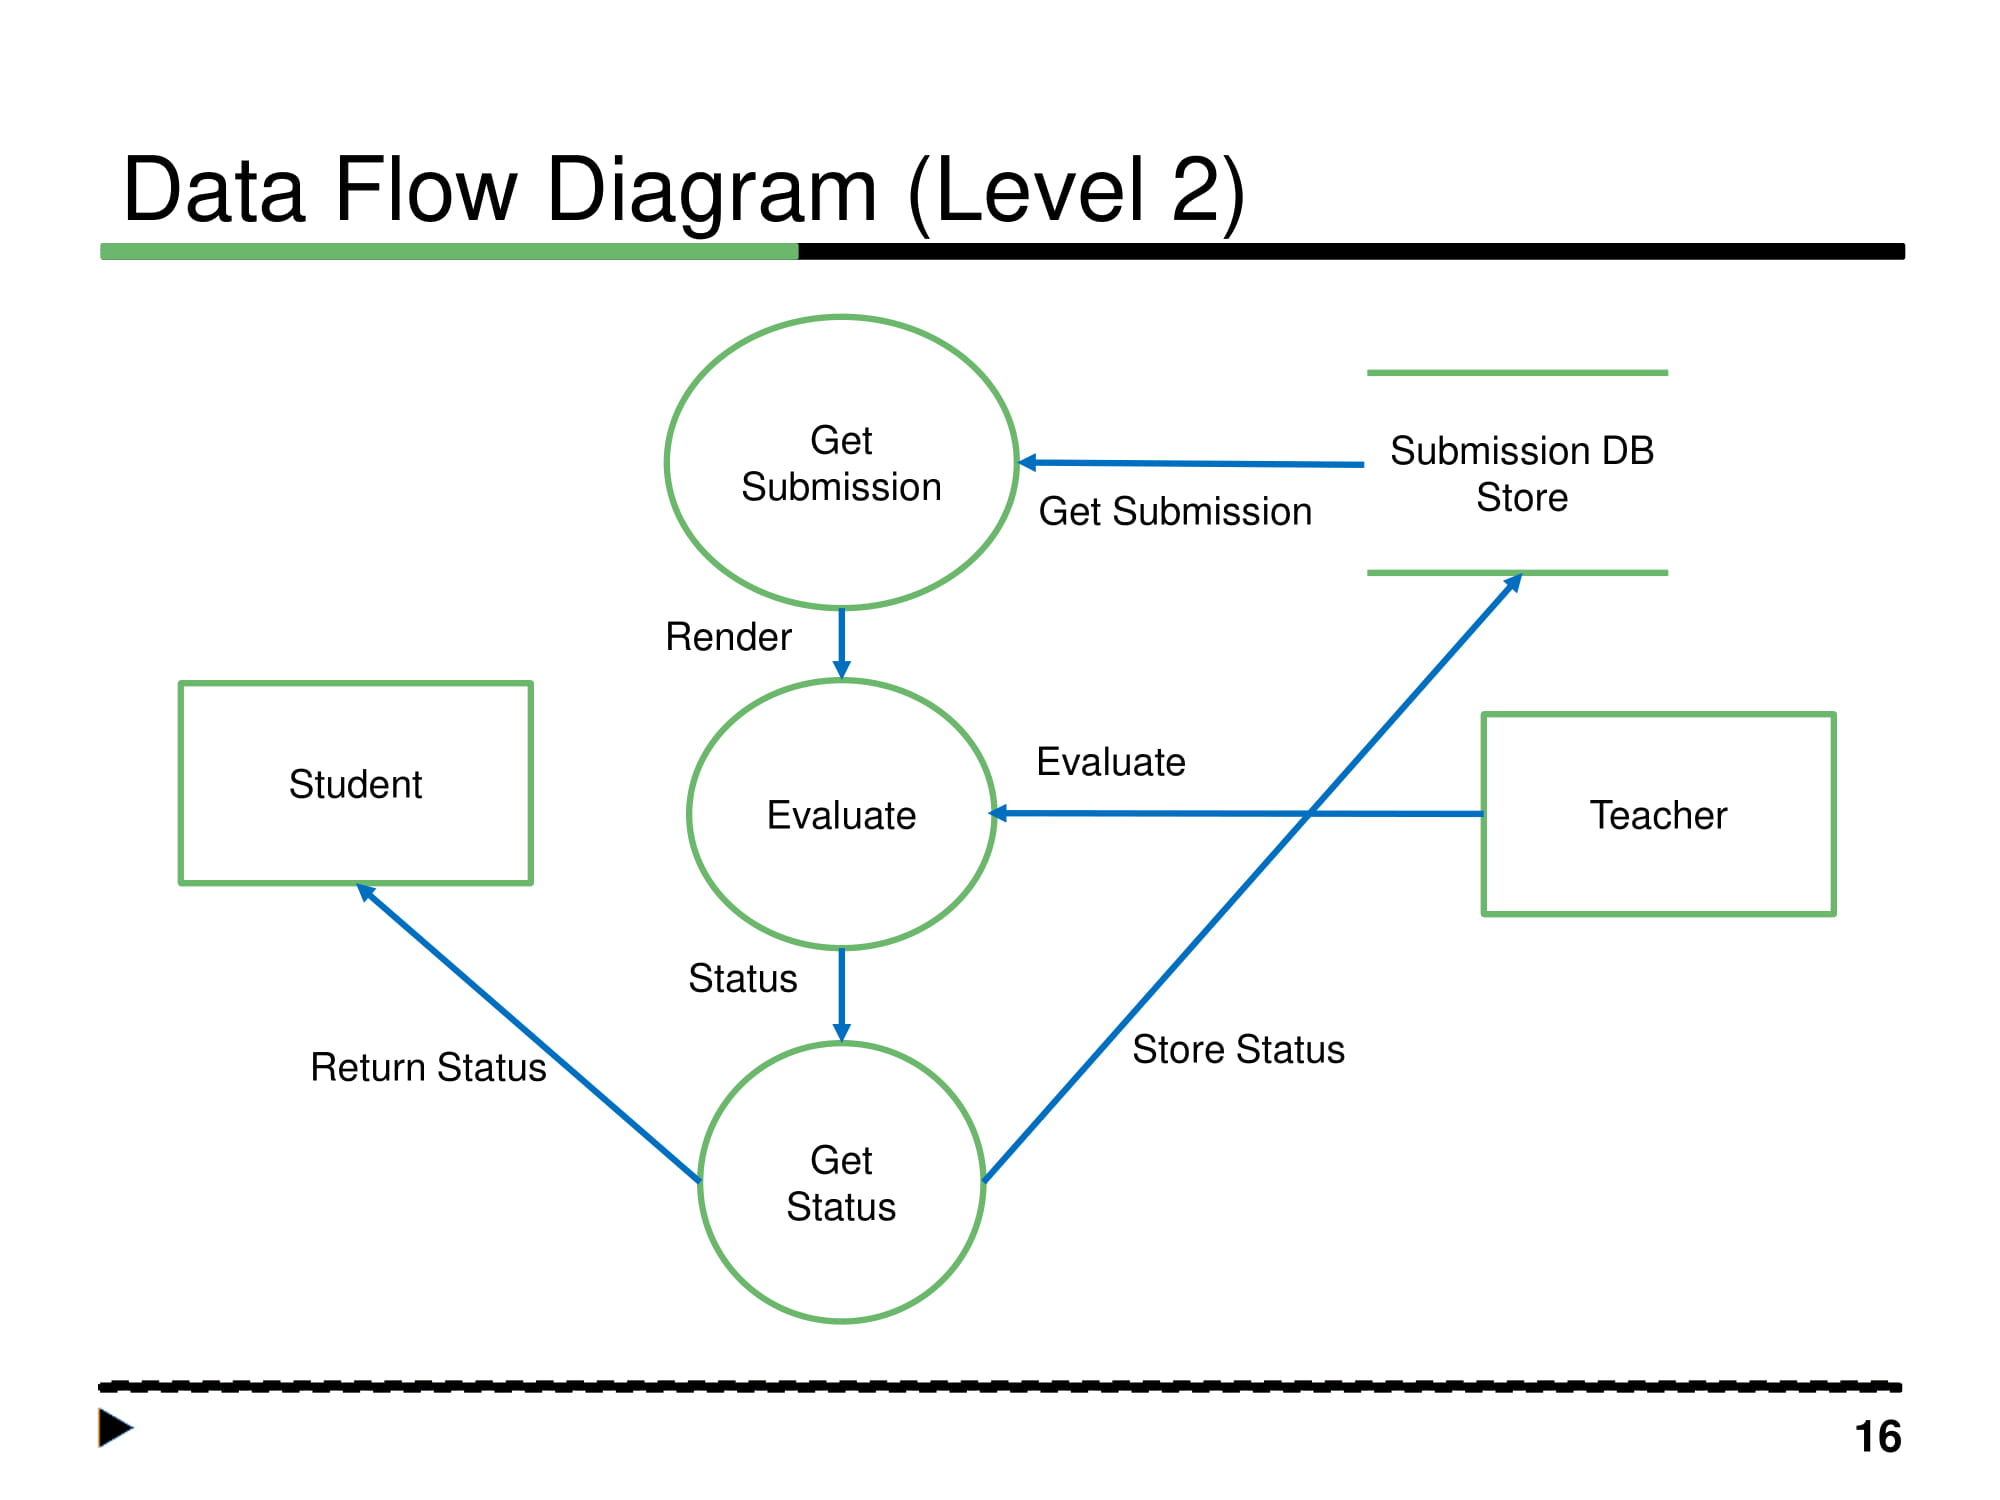 Data Flow Diagram (Level 2)
Get
Submission
Submission DB
Store
Get Submission
Render
Student
Evaluate
Evaluate
Teacher
Status
Return Status
Store Status
Get
Status
16